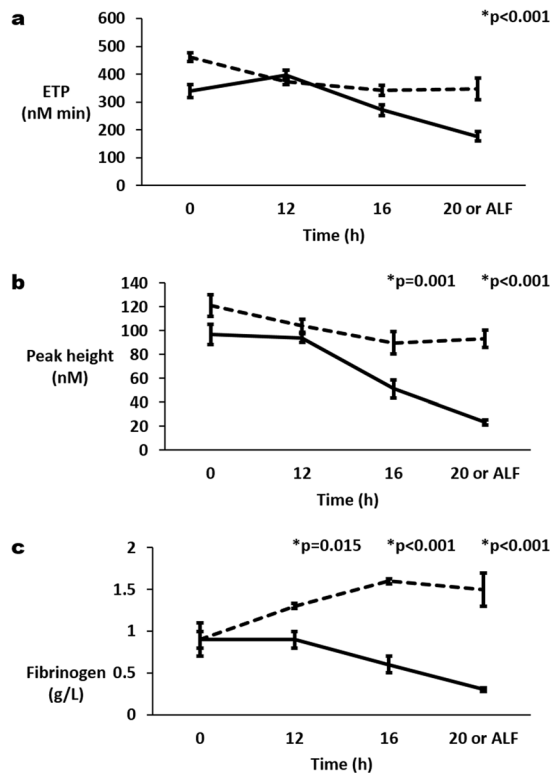 a
*p<0.001
600
500
400
300
200
100
0
ETP
(nM min)
0 12 16 20 or ALF
Time (h)
b
*p=0.001 *p<0.001
140
120
100
80
60
40
20
0
Peak height
(nM)
0 12 16 20 or ALF
Time (h)
c
*p=0.015 *p<0.001 *p<0.001
2
1.5
1
0.5
0
Fibrinogen
(g/L)
0 12 16 20 or ALF
Time (h)